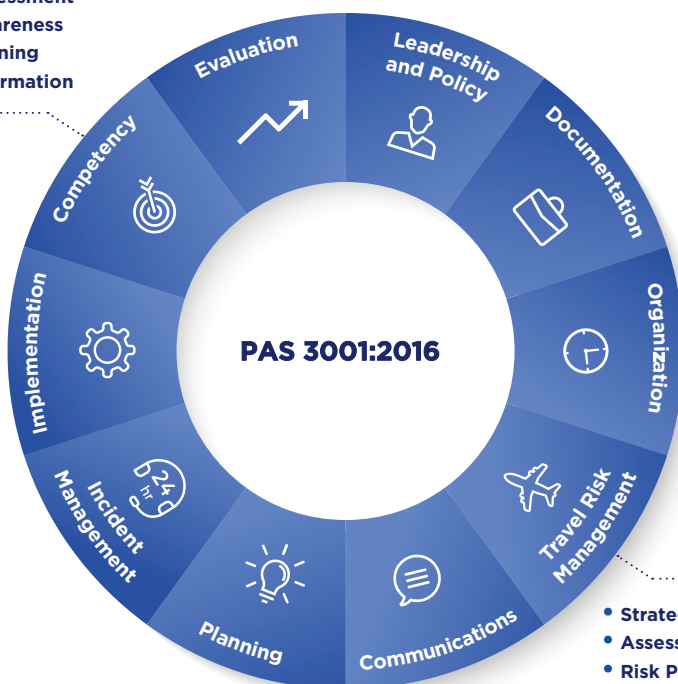 areness
ning
rmation
Evaluation
Leadership
and Policy
Documentation
Organization
Travel Risk
Management
Communications
Planning
Incident
Management
24
hr
Implementation
Competency
PAS 3001:2016
• Strate
• Assess
• Risk P